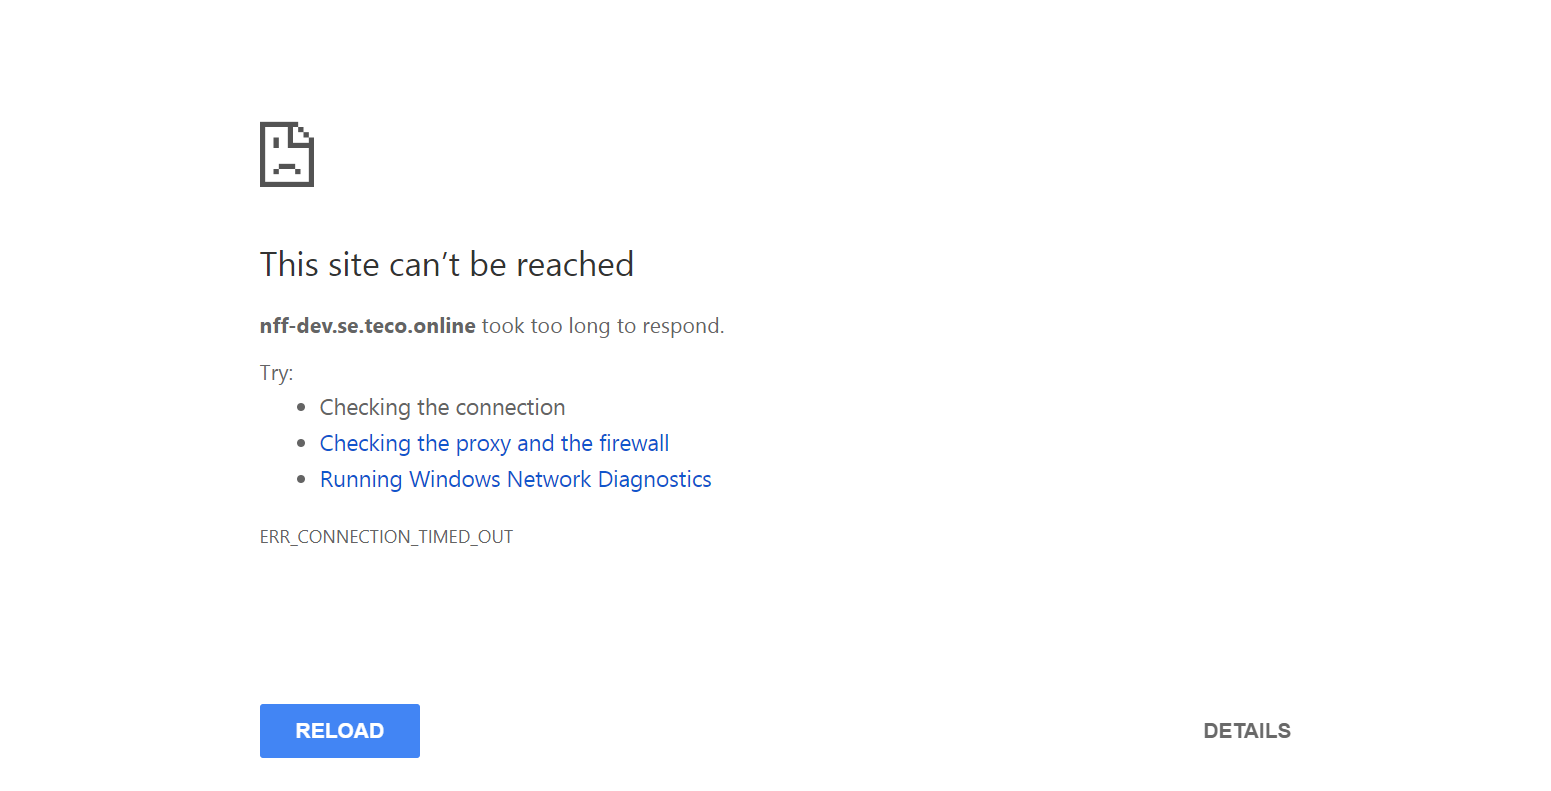 This site can’t be reached
nff-dev.se.teco.online took too long to respond.
Try:
Checking the connection
Checking the proxy and the firewall
Running Windows Network Diagnostics
ERR_CONNECTION_TIMED_OUT
RELOAD
DETAILS